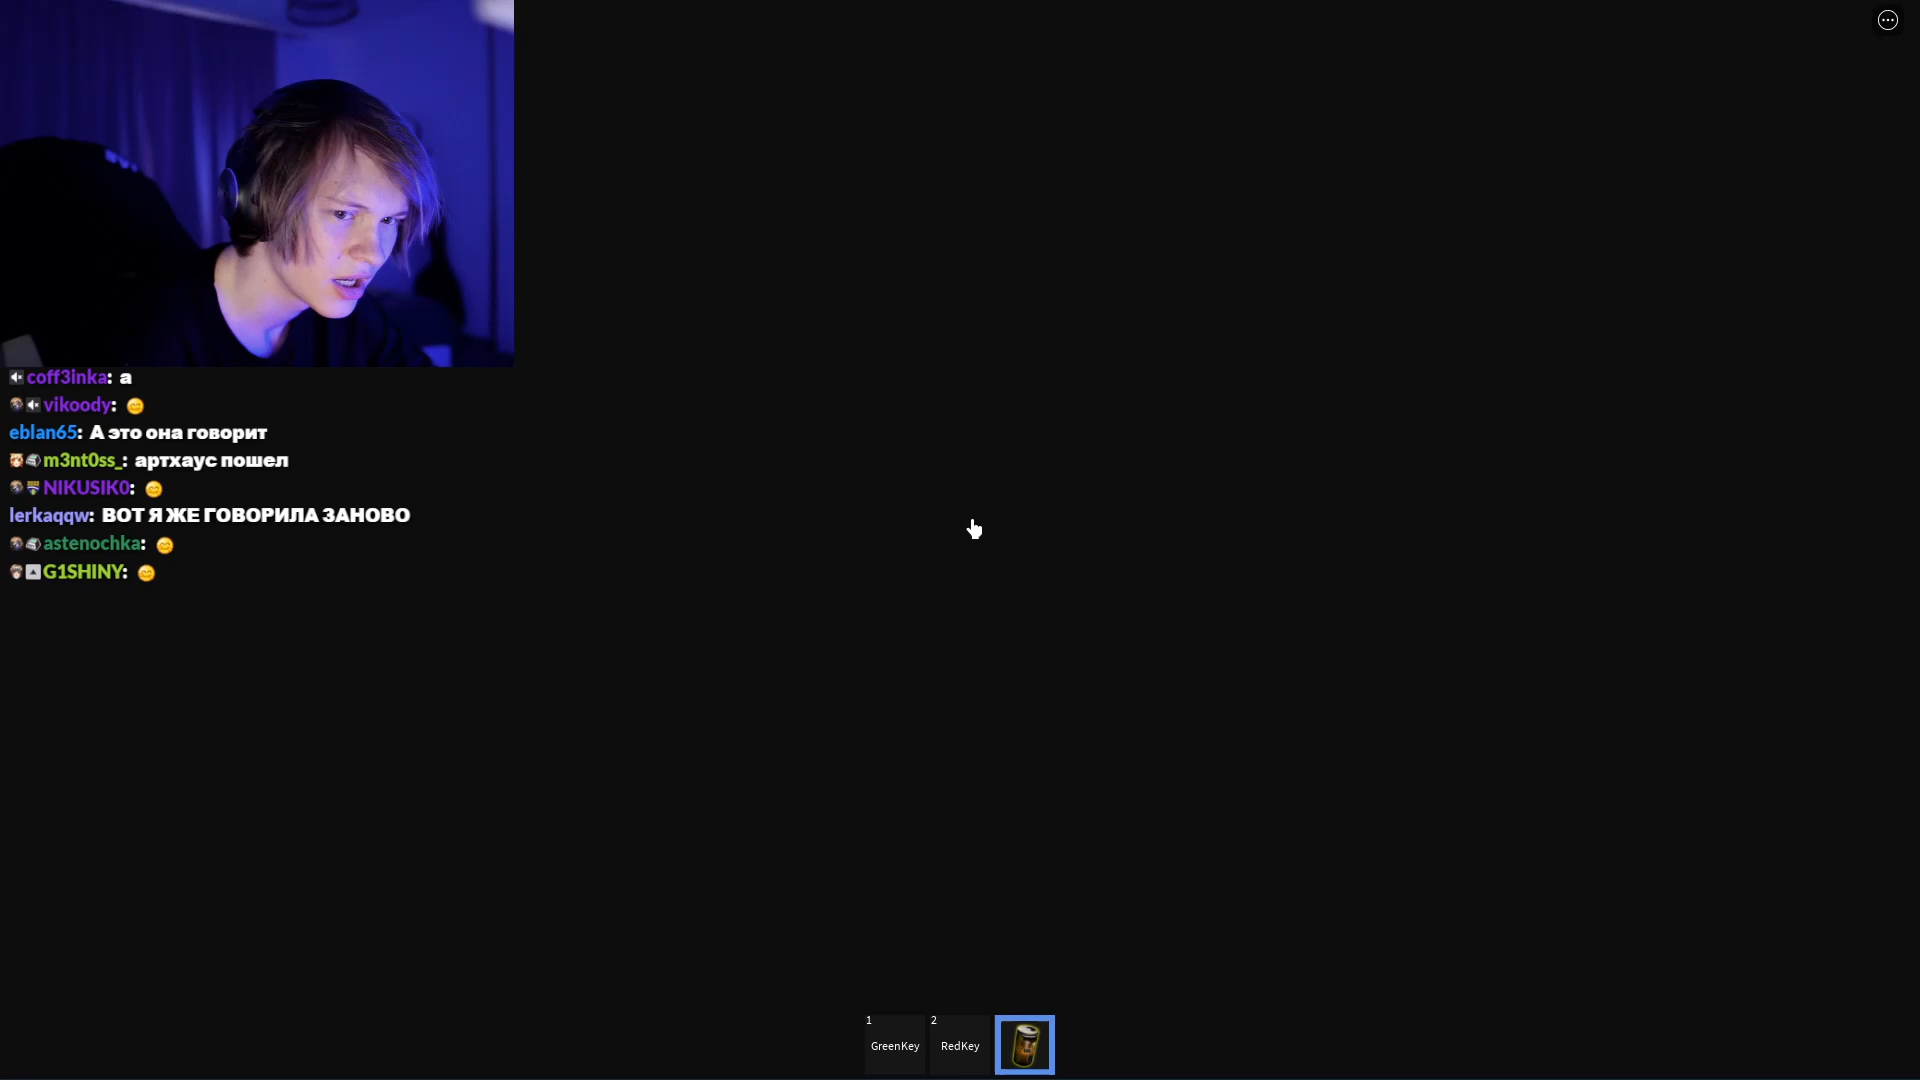 coff3inka: а
vikoody: 😊
eblan65: А это она говорит
m3nt0ss_: артхаус пошел
NIKUSIK0: 😊
lerkaqqw: ВОТ Я ЖЕ ГОВОРИЛА ЗАНОВО
astenochka: 😊
G1SHINY: 😊
1 2
GreenKey RedKey